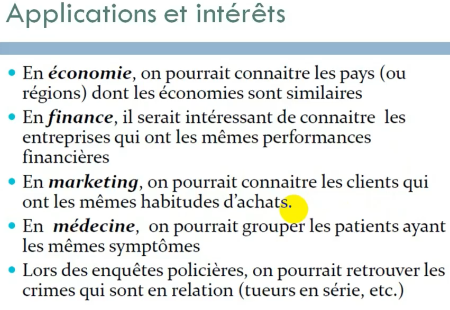 Applications et intérêts
• En économie, on pourrait connaitre les pays (ou
régions) dont les économies sont similaires
• En finance, il serait intéressant de connaitre les
entreprises qui ont les mêmes performances
financières
• En marketing, on pourrait connaitre les clients qui
ont les mêmes habitudes d'achats.
• En médecine, on pourrait grouper les patients ayant
les mêmes symptômes
• Lors des enquêtes policières, on pourrait retrouver les
crimes qui sont en relation (tueurs en série, etc.)